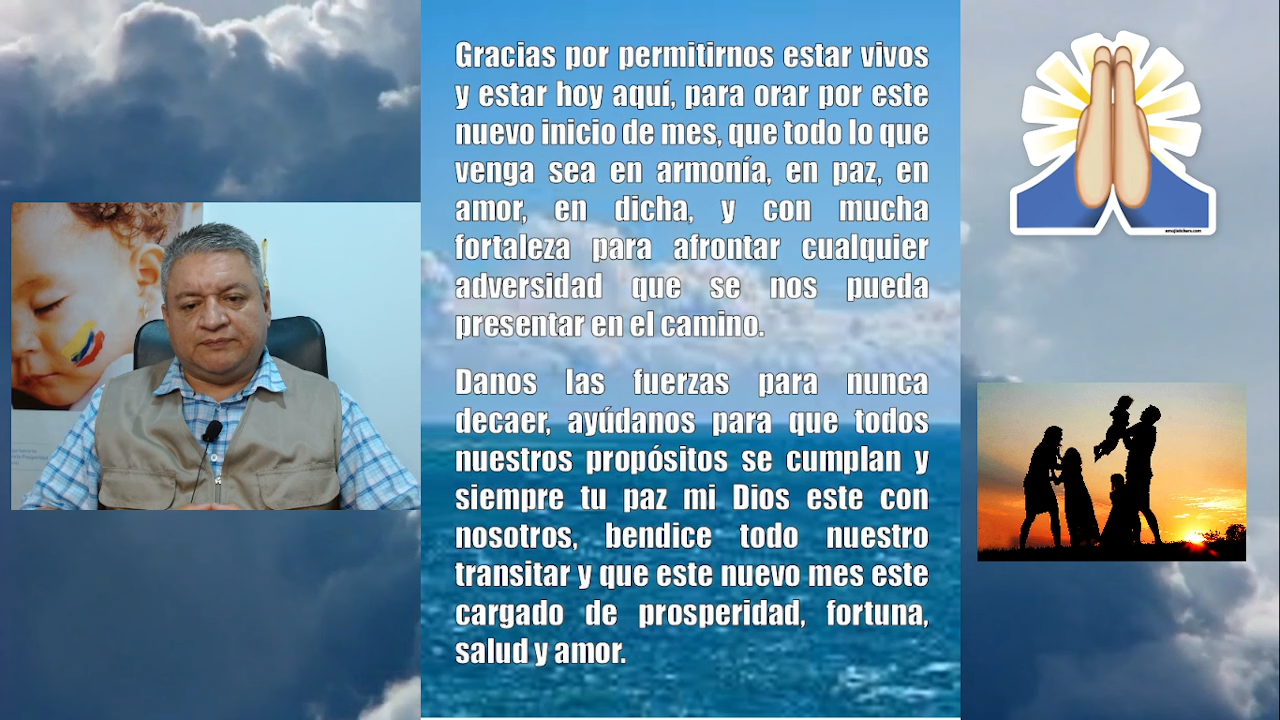 Gracias por permitirnos estar vivos
y estar hoy aquí, para orar por este
nuevo inicio de mes, que todo lo que
venga sea en armonía, en paz, en
amor, en dicha, y con mucha
fortaleza para afrontar cualquier
adversidad que se nos pueda
presentar en el camino.
Danos las fuerzas para nunca
decaer, ayúdanos para que todos
nuestros propósitos se cumplan y
siempre tu paz mi Dios este con
nosotros, bendice todo nuestro
transitar y que este nuevo mes este
cargado de prosperidad, fortuna,
salud y amor.